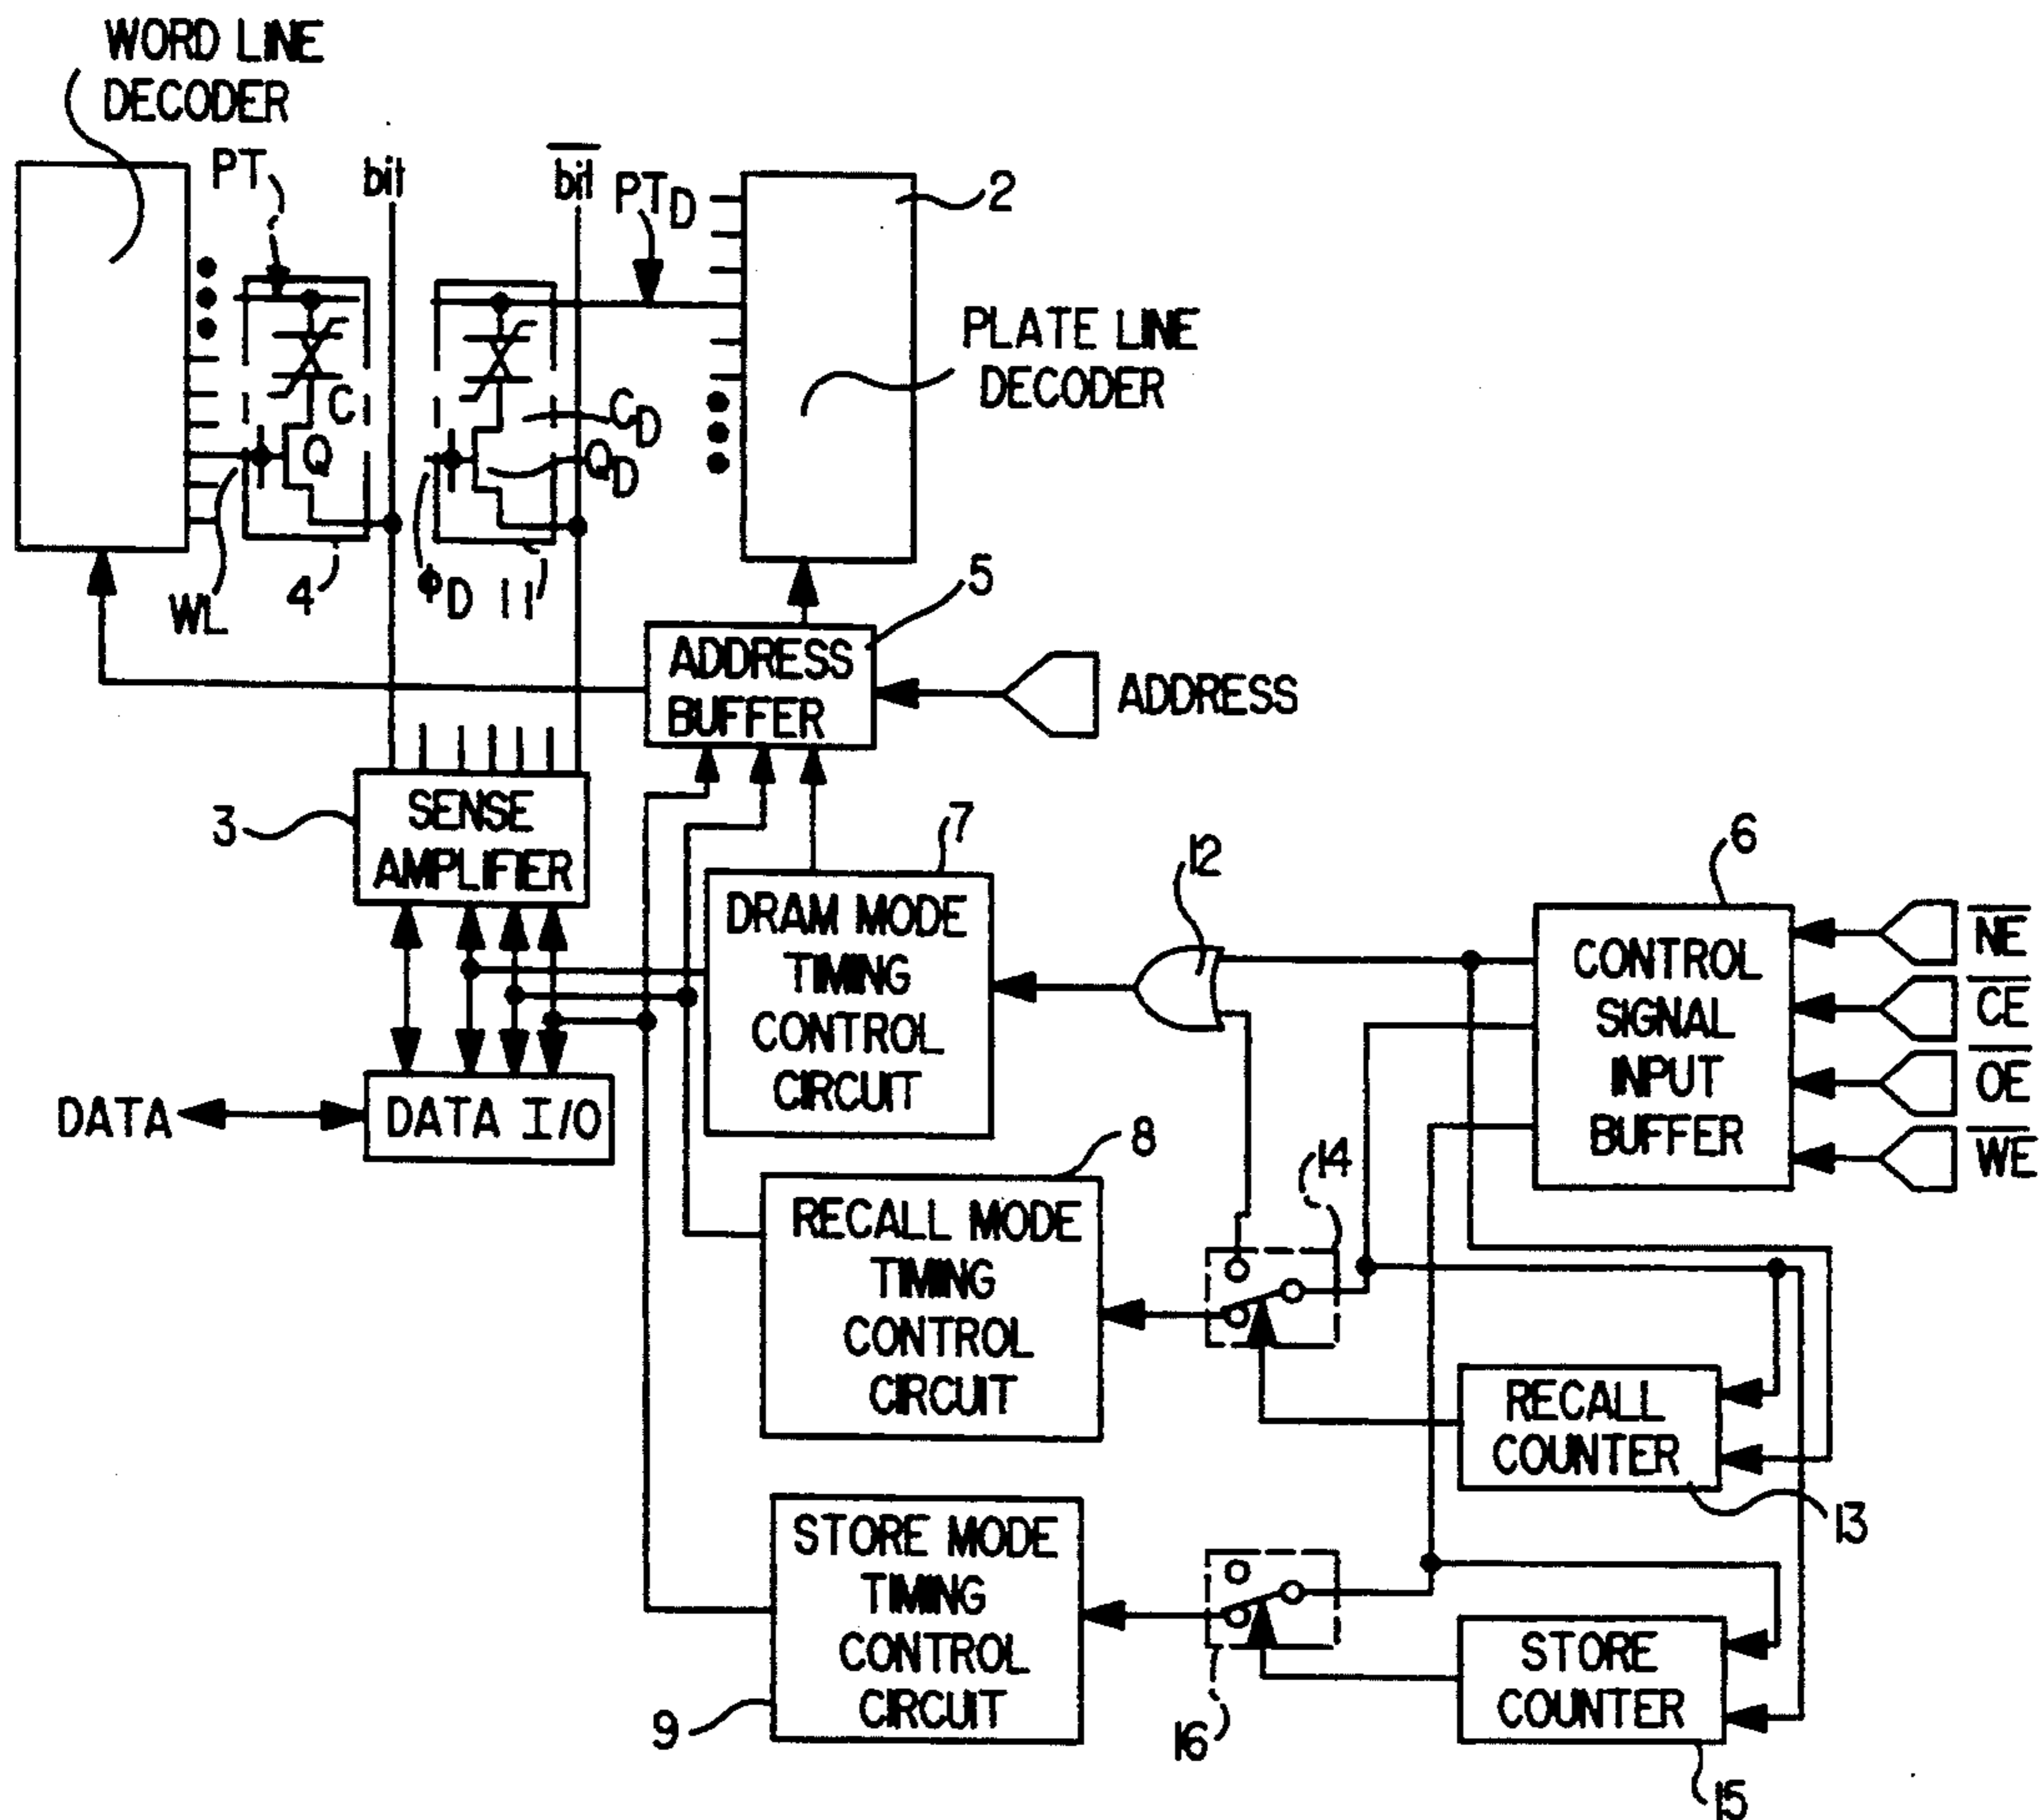 WORD LINE
DECODER
PT
bit
bit
PTD
2
PLATE LINE
DECODER
C
CD
Q
QD
WL
4
ΦD
11
5
ADDRESS
BUFFER
ADDRESS
3
SENSE
AMPLIFIER
7
12
6
DRAM MODE
TIMING
CONTROL
CIRCUIT
CONTROL
SIGNAL
INPUT
BUFFER
NE
CE
OE
WE
DATA
DATA I/O
8
14
RECALL MODE
TIMING
CONTROL
CIRCUIT
RECALL
COUNTER
13
STORE MODE
TIMING
CONTROL
CIRCUIT
9
16
STORE
COUNTER
15